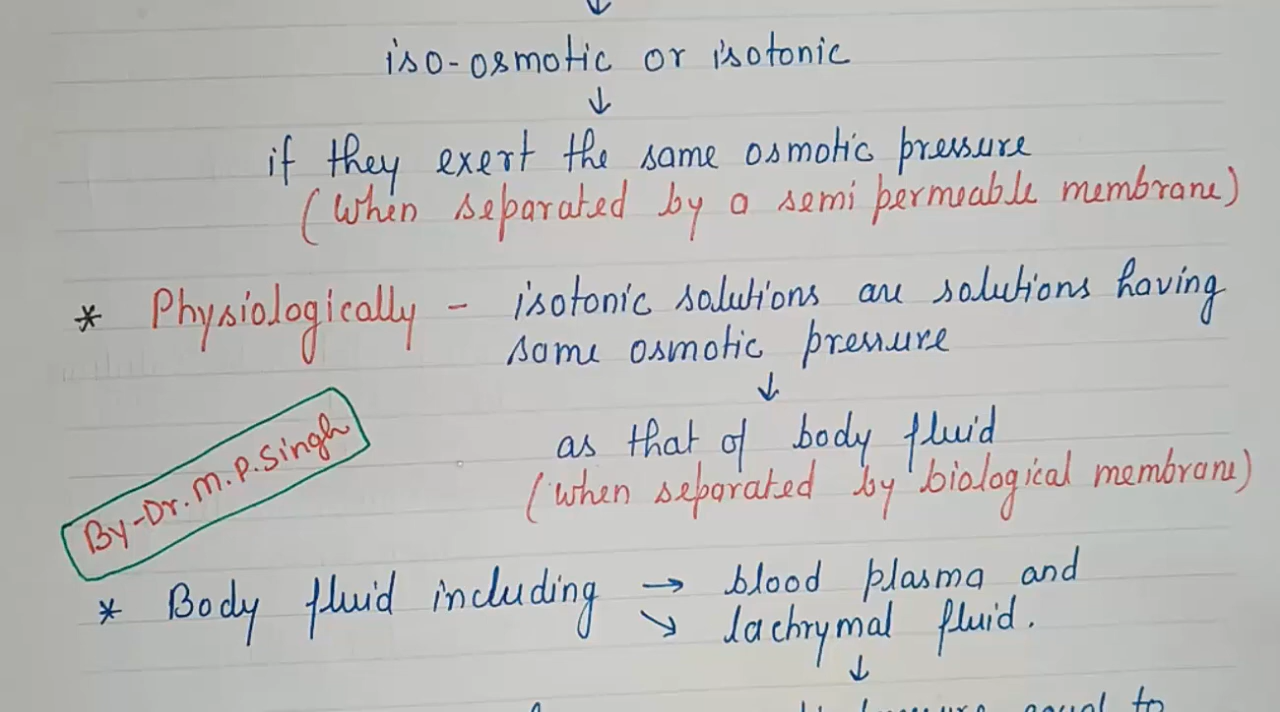 ↓
iso-osmotic or isotonic
↓
if they exert the same osmotic pressure
(When separated by a semi permeable membrane)
* Physiologically - isotonic solutions are solutions having
same osmotic pressure
↓
as that of body fluid
(when separated by biological membrane)
By-Dr.M.P.Singh
* Body fluid including → blood plasma and
↘ lachrymal fluid.
↓
equal to